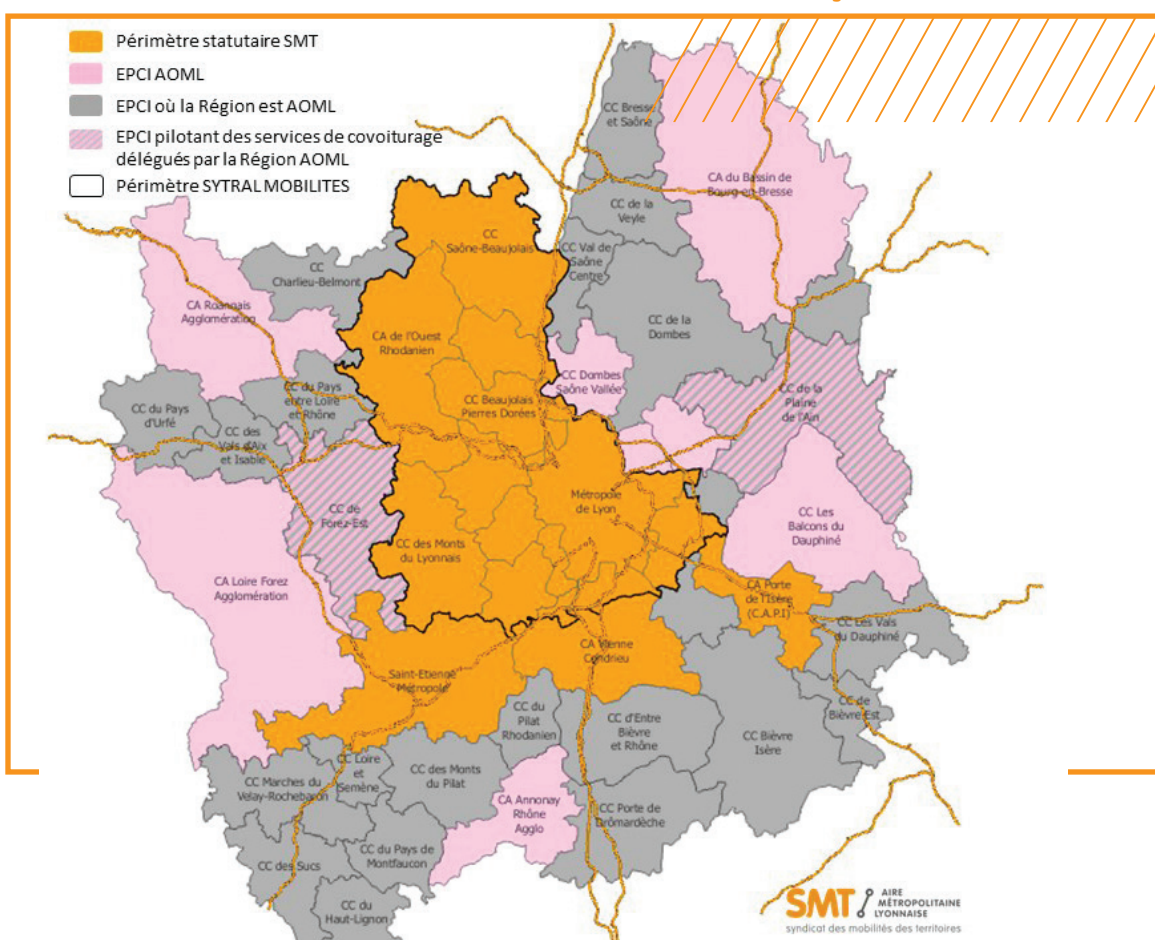 Périmètre statutaire SMT
EPCI AOML
EPCI où la Région est AOML
EPCI pilotant des services de covoiturage
délégués par la Région AOML
Périmètre SYTRAL MOBILITES
CC Bresse
et Saône
CA du Bassin de
Bourg-en-Bresse
CC de la
Veyle
CC
Saône-Beaujolais
CC Val de
Saône
Centre
CC
Charlieu-Belmont
CA Roannais
Agglomération
CC de la
Dombes
CA de l'Ouest
Rhodanien
CC Dombes
Saône Vallée
CC du Pays
entre Loire
et Rhône
CC Beaujolais
Pierres Dorées
CC de la
Plaine
de l'Ain
CC du Pays
d'Urfé
CC des
Vals d'Aix
et Isable
Métropole
de Lyon
CC de
Forez-Est
CC Les
Balcons du
Dauphiné
CC des Monts
du Lyonnais
CA Loire Forez
Agglomération
CA Porte
de l'Isère
(C.A.P.I)
CC Les Vals
du Dauphiné
CA Vienne
Condrieu
Saint-Etienne
Métropole
CC de
Bièvre Est
CC du
Pilat
Rhodanien
CC d'Entre
Bièvre
et Rhône
CC Bièvre
Isère
CC Loire
et
Semène
CC des Monts
du Pilat
CC Marches du
Velay-Rochebaron
CA Annonay
Rhône
Agglo
CC Porte de
Drômardèche
CC du Pays de
Montfaucon
CC des Sucs
CC du
Haut-Lignon
SMT
AIRE
MÉTROPOLITAINE
LYONNAISE
syndicat des mobilités des territoires